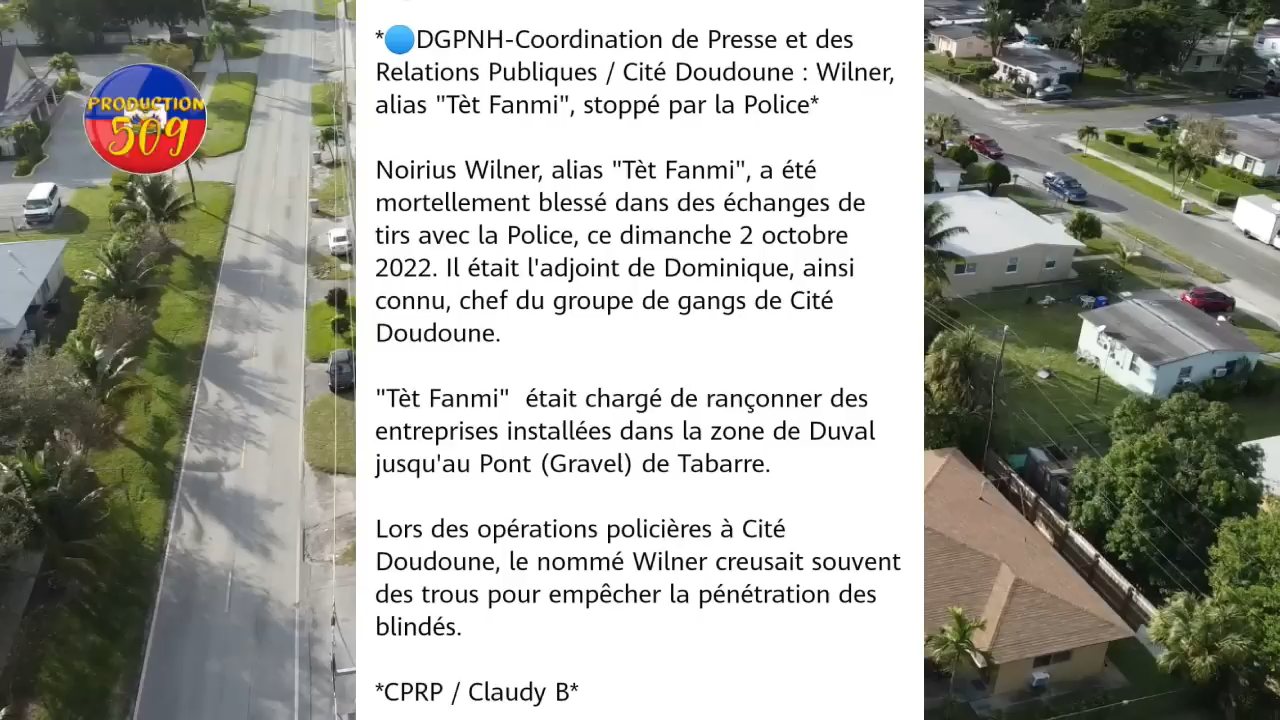 PRODUCTION
509
*🔵DGPNH-Coordination de Presse et des
Relations Publiques / Cité Doudoune : Wilner,
alias "Tèt Fanmi", stoppé par la Police*
Noirius Wilner, alias "Tèt Fanmi", a été
mortellement blessé dans des échanges de
tirs avec la Police, ce dimanche 2 octobre
2022. Il était l'adjoint de Dominique, ainsi
connu, chef du groupe de gangs de Cité
Doudoune.
"Tèt Fanmi"  était chargé de rançonner des
entreprises installées dans la zone de Duval
jusqu'au Pont (Gravel) de Tabarre.
Lors des opérations policières à Cité
Doudoune, le nommé Wilner creusait souvent
des trous pour empêcher la pénétration des
blindés.
*CPRP / Claudy B*